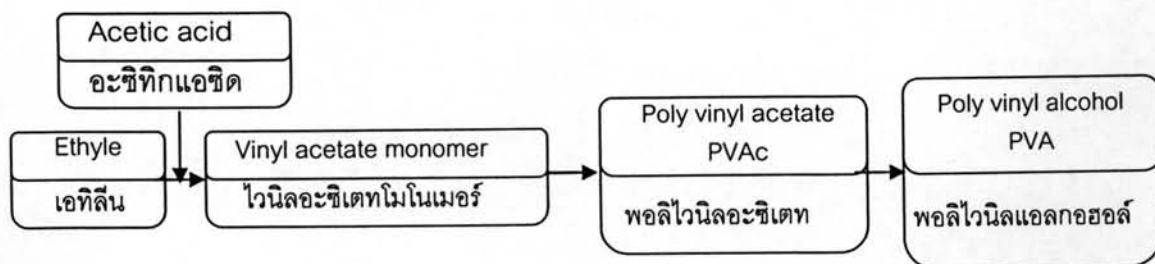 Acetic acid
อะซิทิกแอซิด
Ethyle
เอทิลีน
Vinyl acetate monomer
ไวนิลอะซิเตทโมโนเมอร์
Poly vinyl acetate
PVAc
พอลิไวนิลอะซิเตท
Poly vinyl alcohol
PVA
พอลิไวนิลแอลกอฮอล์